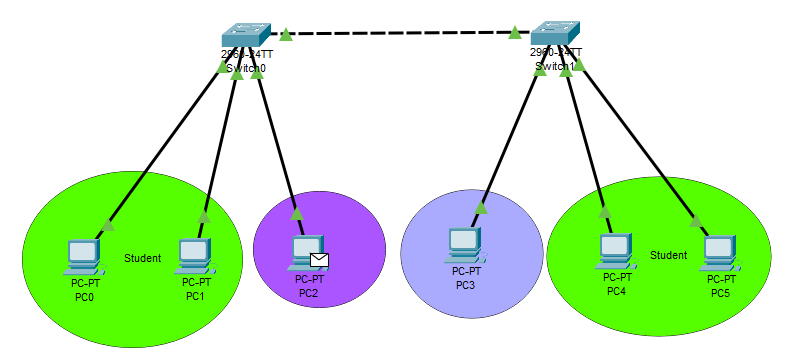 2960-24TT
Switch0
2960-24TT
Switch1
PC-PT
PC0
Student
PC-PT
PC1
PC-PT
PC2
PC-PT
PC3
PC-PT
PC4
Student
PC-PT
PC5